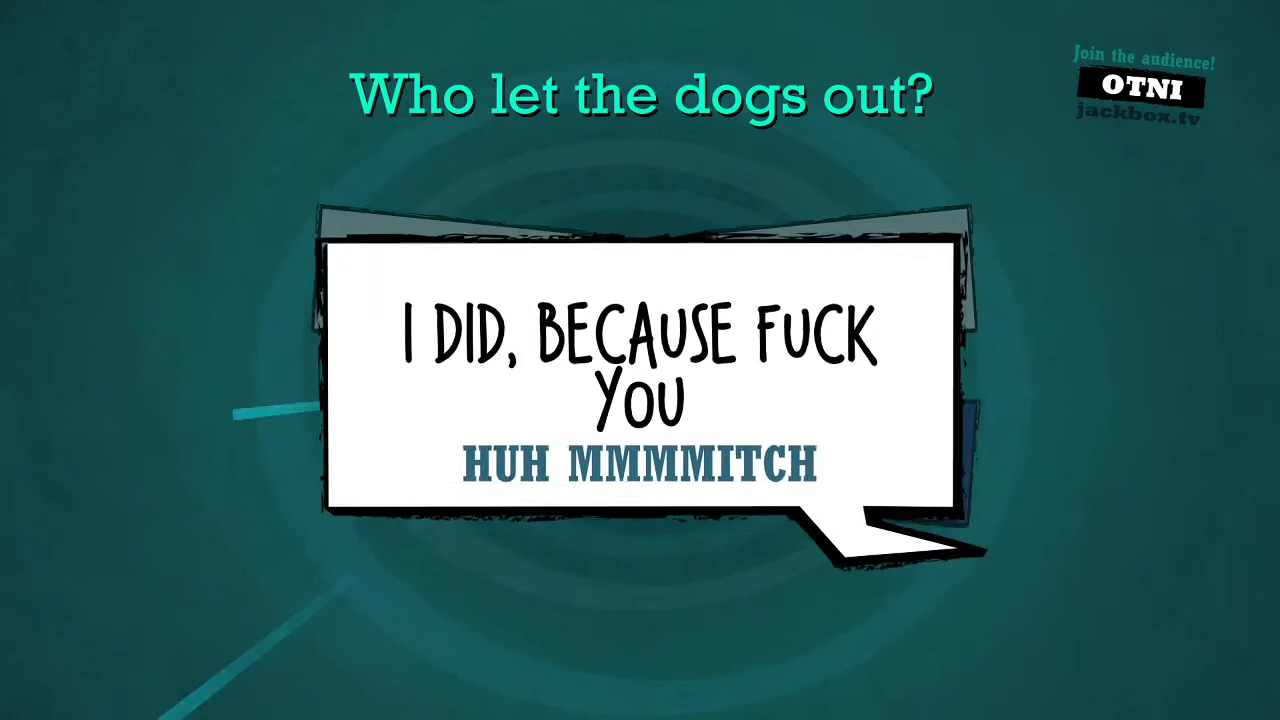 Join the audience!
OTNI
jackbox.tv
Who let the dogs out?
I DID, BECAUSE FUCK
YOU
HUH MMMMITCH